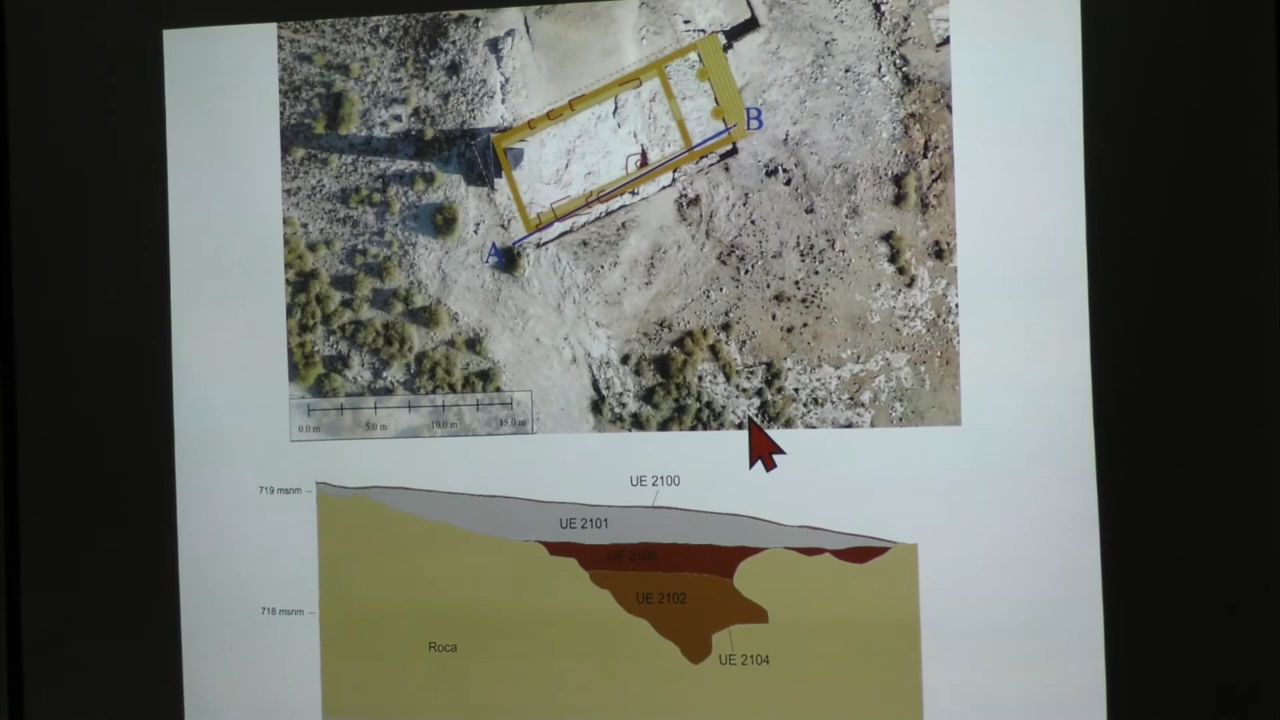 B
A
0.0 m 5.0 m 10.0 m 15.0 m
719 msnm
UE 2100
UE 2101
UE 2102
718 msnm
Roca
UE 2104